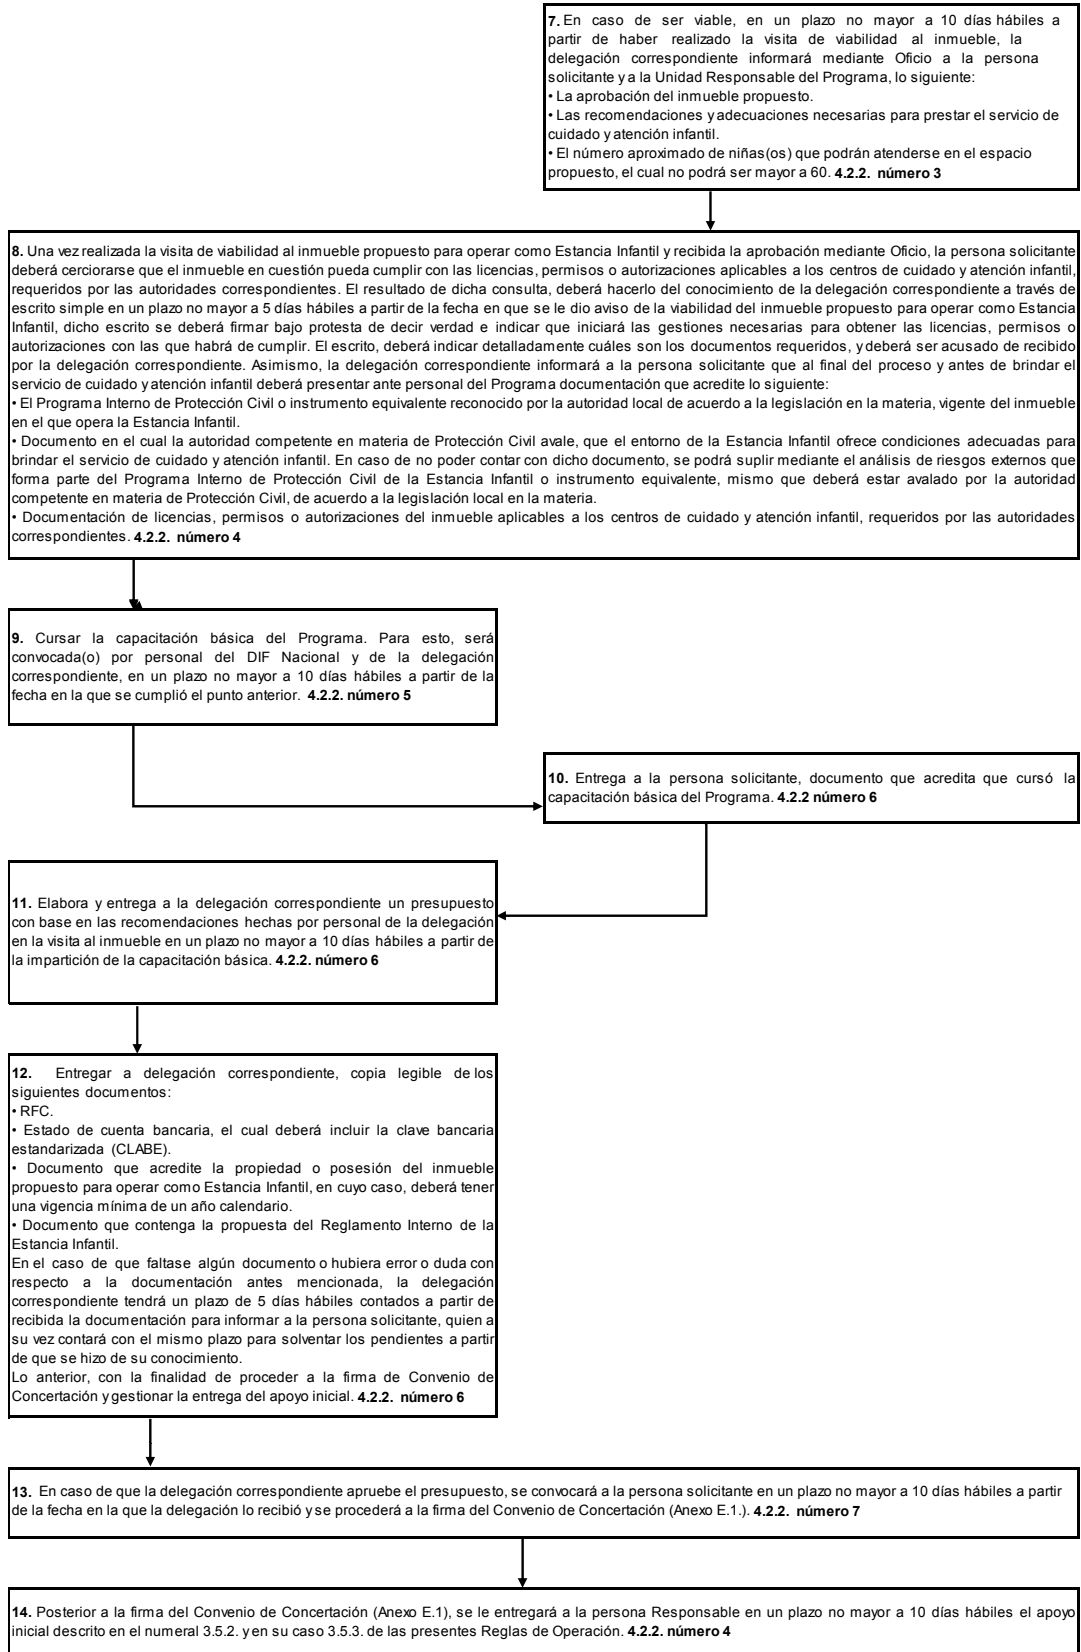 7. En caso de ser viable, en un plazo no mayor a 10 días hábiles a
partir de haber realizado la visita de viabilidad al inmueble, la
delegación correspondiente informará mediante Oficio a la persona
solicitante y a la Unidad Responsable del Programa, lo siguiente:
• La aprobación del inmueble propuesto.
• Las recomendaciones y adecuaciones necesarias para prestar el servicio de
cuidado y atención infantil.
• El número aproximado de niñas(os) que podrán atenderse en el espacio
propuesto, el cual no podrá ser mayor a 60. 4.2.2. número 3
8. Una vez realizada la visita de viabilidad al inmueble propuesto para operar como Estancia Infantil y recibida la aprobación mediante Oficio, la persona solicitante
deberá cerciorarse que el inmueble en cuestión pueda cumplir con las licencias, permisos o autorizaciones aplicables a los centros de cuidado y atención infantil,
requeridos por las autoridades correspondientes. El resultado de dicha consulta, deberá hacerlo del conocimiento de la delegación correspondiente a través de
escrito simple en un plazo no mayor a 5 días hábiles a partir de la fecha en que se le dio aviso de la viabilidad del inmueble propuesto para operar como Estancia
Infantil, dicho escrito se deberá firmar bajo protesta de decir verdad e indicar que iniciará las gestiones necesarias para obtener las licencias, permisos o
autorizaciones con las que habrá de cumplir. El escrito, deberá indicar detalladamente cuáles son los documentos requeridos, y deberá ser acusado de recibido
por la delegación correspondiente. Asimismo, la delegación correspondiente informará a la persona solicitante que al final del proceso y antes de brindar el
servicio de cuidado y atención infantil deberá presentar ante personal del Programa documentación que acredite lo siguiente:
• El Programa Interno de Protección Civil o instrumento equivalente reconocido por la autoridad local de acuerdo a la legislación en la materia, vigente del inmueble
en el que opera la Estancia Infantil.
• Documento en el cual la autoridad competente en materia de Protección Civil avale, que el entorno de la Estancia Infantil ofrece condiciones adecuadas para
brindar el servicio de cuidado y atención infantil. En caso de no poder contar con dicho documento, se podrá suplir mediante el análisis de riesgos externos que
forma parte del Programa Interno de Protección Civil de la Estancia Infantil o instrumento equivalente, mismo que deberá estar avalado por la autoridad
competente en materia de Protección Civil, de acuerdo a la legislación local en la materia.
• Documentación de licencias, permisos o autorizaciones del inmueble aplicables a los centros de cuidado y atención infantil, requeridos por las autoridades
correspondientes. 4.2.2. número 4
9. Cursar la capacitación básica del Programa. Para esto, será
convocada(o) por personal del DIF Nacional y de la delegación
correspondiente, en un plazo no mayor a 10 días hábiles a partir de la
fecha en la que se cumplió el punto anterior. 4.2.2. número 5
10. Entrega a la persona solicitante, documento que acredita que cursó la
capacitación básica del Programa. 4.2.2 número 6
11. Elabora y entrega a la delegación correspondiente un presupuesto
con base en las recomendaciones hechas por personal de la delegación
en la visita al inmueble en un plazo no mayor a 10 días hábiles a partir de
la impartición de la capacitación básica. 4.2.2. número 6
12. Entregar a delegación correspondiente, copia legible de los
siguientes documentos:
• RFC.
• Estado de cuenta bancaria, el cual deberá incluir la clave bancaria
estandarizada (CLABE).
• Documento que acredite la propiedad o posesión del inmueble
propuesto para operar como Estancia Infantil, en cuyo caso, deberá tener
una vigencia mínima de un año calendario.
• Documento que contenga la propuesta del Reglamento Interno de la
Estancia Infantil.
En el caso de que faltase algún documento o hubiera error o duda con
respecto a la documentación antes mencionada, la delegación
correspondiente tendrá un plazo de 5 días hábiles contados a partir de
recibida la documentación para informar a la persona solicitante, quien a
su vez contará con el mismo plazo para solventar los pendientes a partir
de que se hizo de su conocimiento.
Lo anterior, con la finalidad de proceder a la firma de Convenio de
Concertación y gestionar la entrega del apoyo inicial. 4.2.2. número 6
13. En caso de que la delegación correspondiente apruebe el presupuesto, se convocará a la persona solicitante en un plazo no mayor a 10 días hábiles a partir
de la fecha en la que la delegación lo recibió y se procederá a la firma del Convenio de Concertación (Anexo E.1.). 4.2.2. número 7
14. Posterior a la firma del Convenio de Concertación (Anexo E.1), se le entregará a la persona Responsable en un plazo no mayor a 10 días hábiles el apoyo
inicial descrito en el numeral 3.5.2. y en su caso 3.5.3. de las presentes Reglas de Operación. 4.2.2. número 4